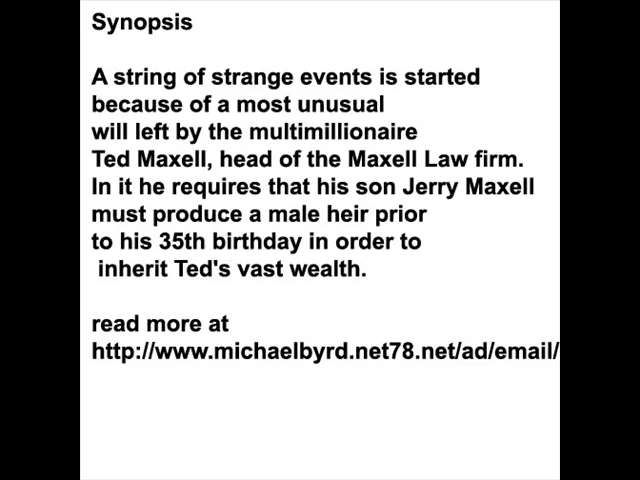 Synopsis
A string of strange events is started
because of a most unusual
will left by the multimillionaire
Ted Maxell, head of the Maxell Law firm.
In it he requires that his son Jerry Maxell
must produce a male heir prior
to his 35th birthday in order to
inherit Ted's vast wealth.
read more at
http://www.michaelbyrd.net78.net/ad/email/